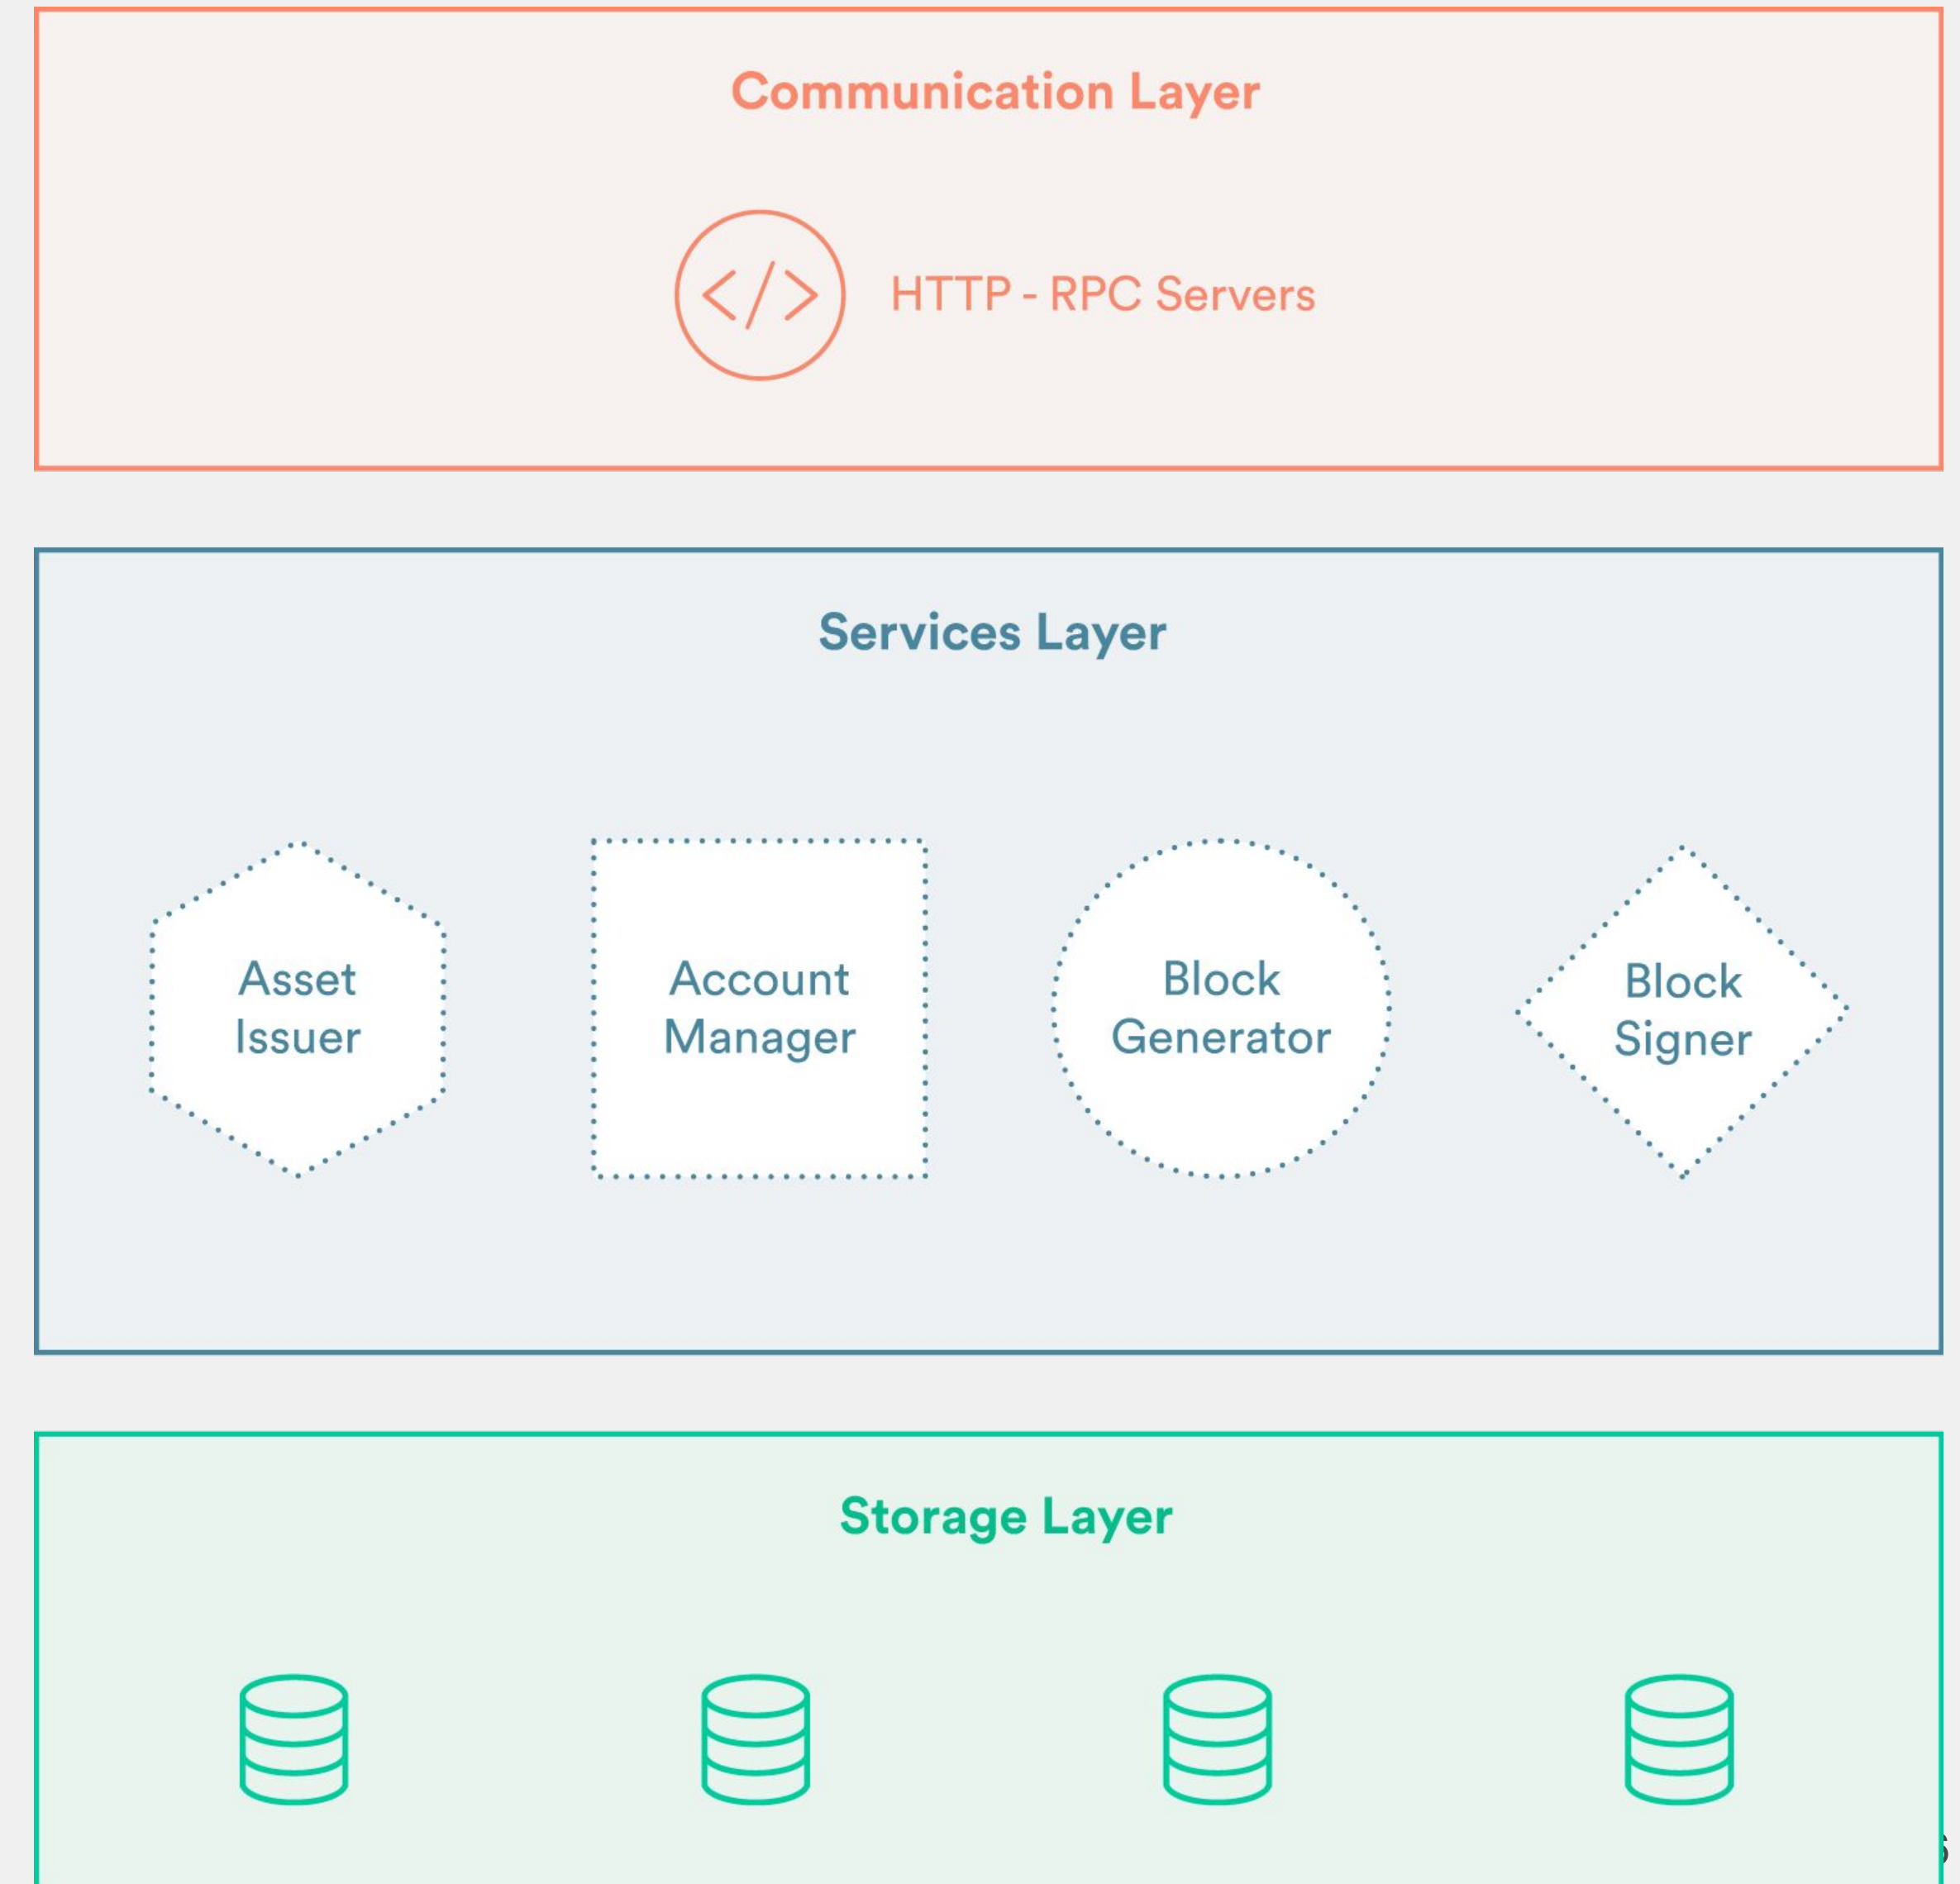 Communication Layer
HTTP - RPC Servers
Services Layer
Asset
Issuer
Account
Manager
Block
Generator
Block
Signer
Storage Layer